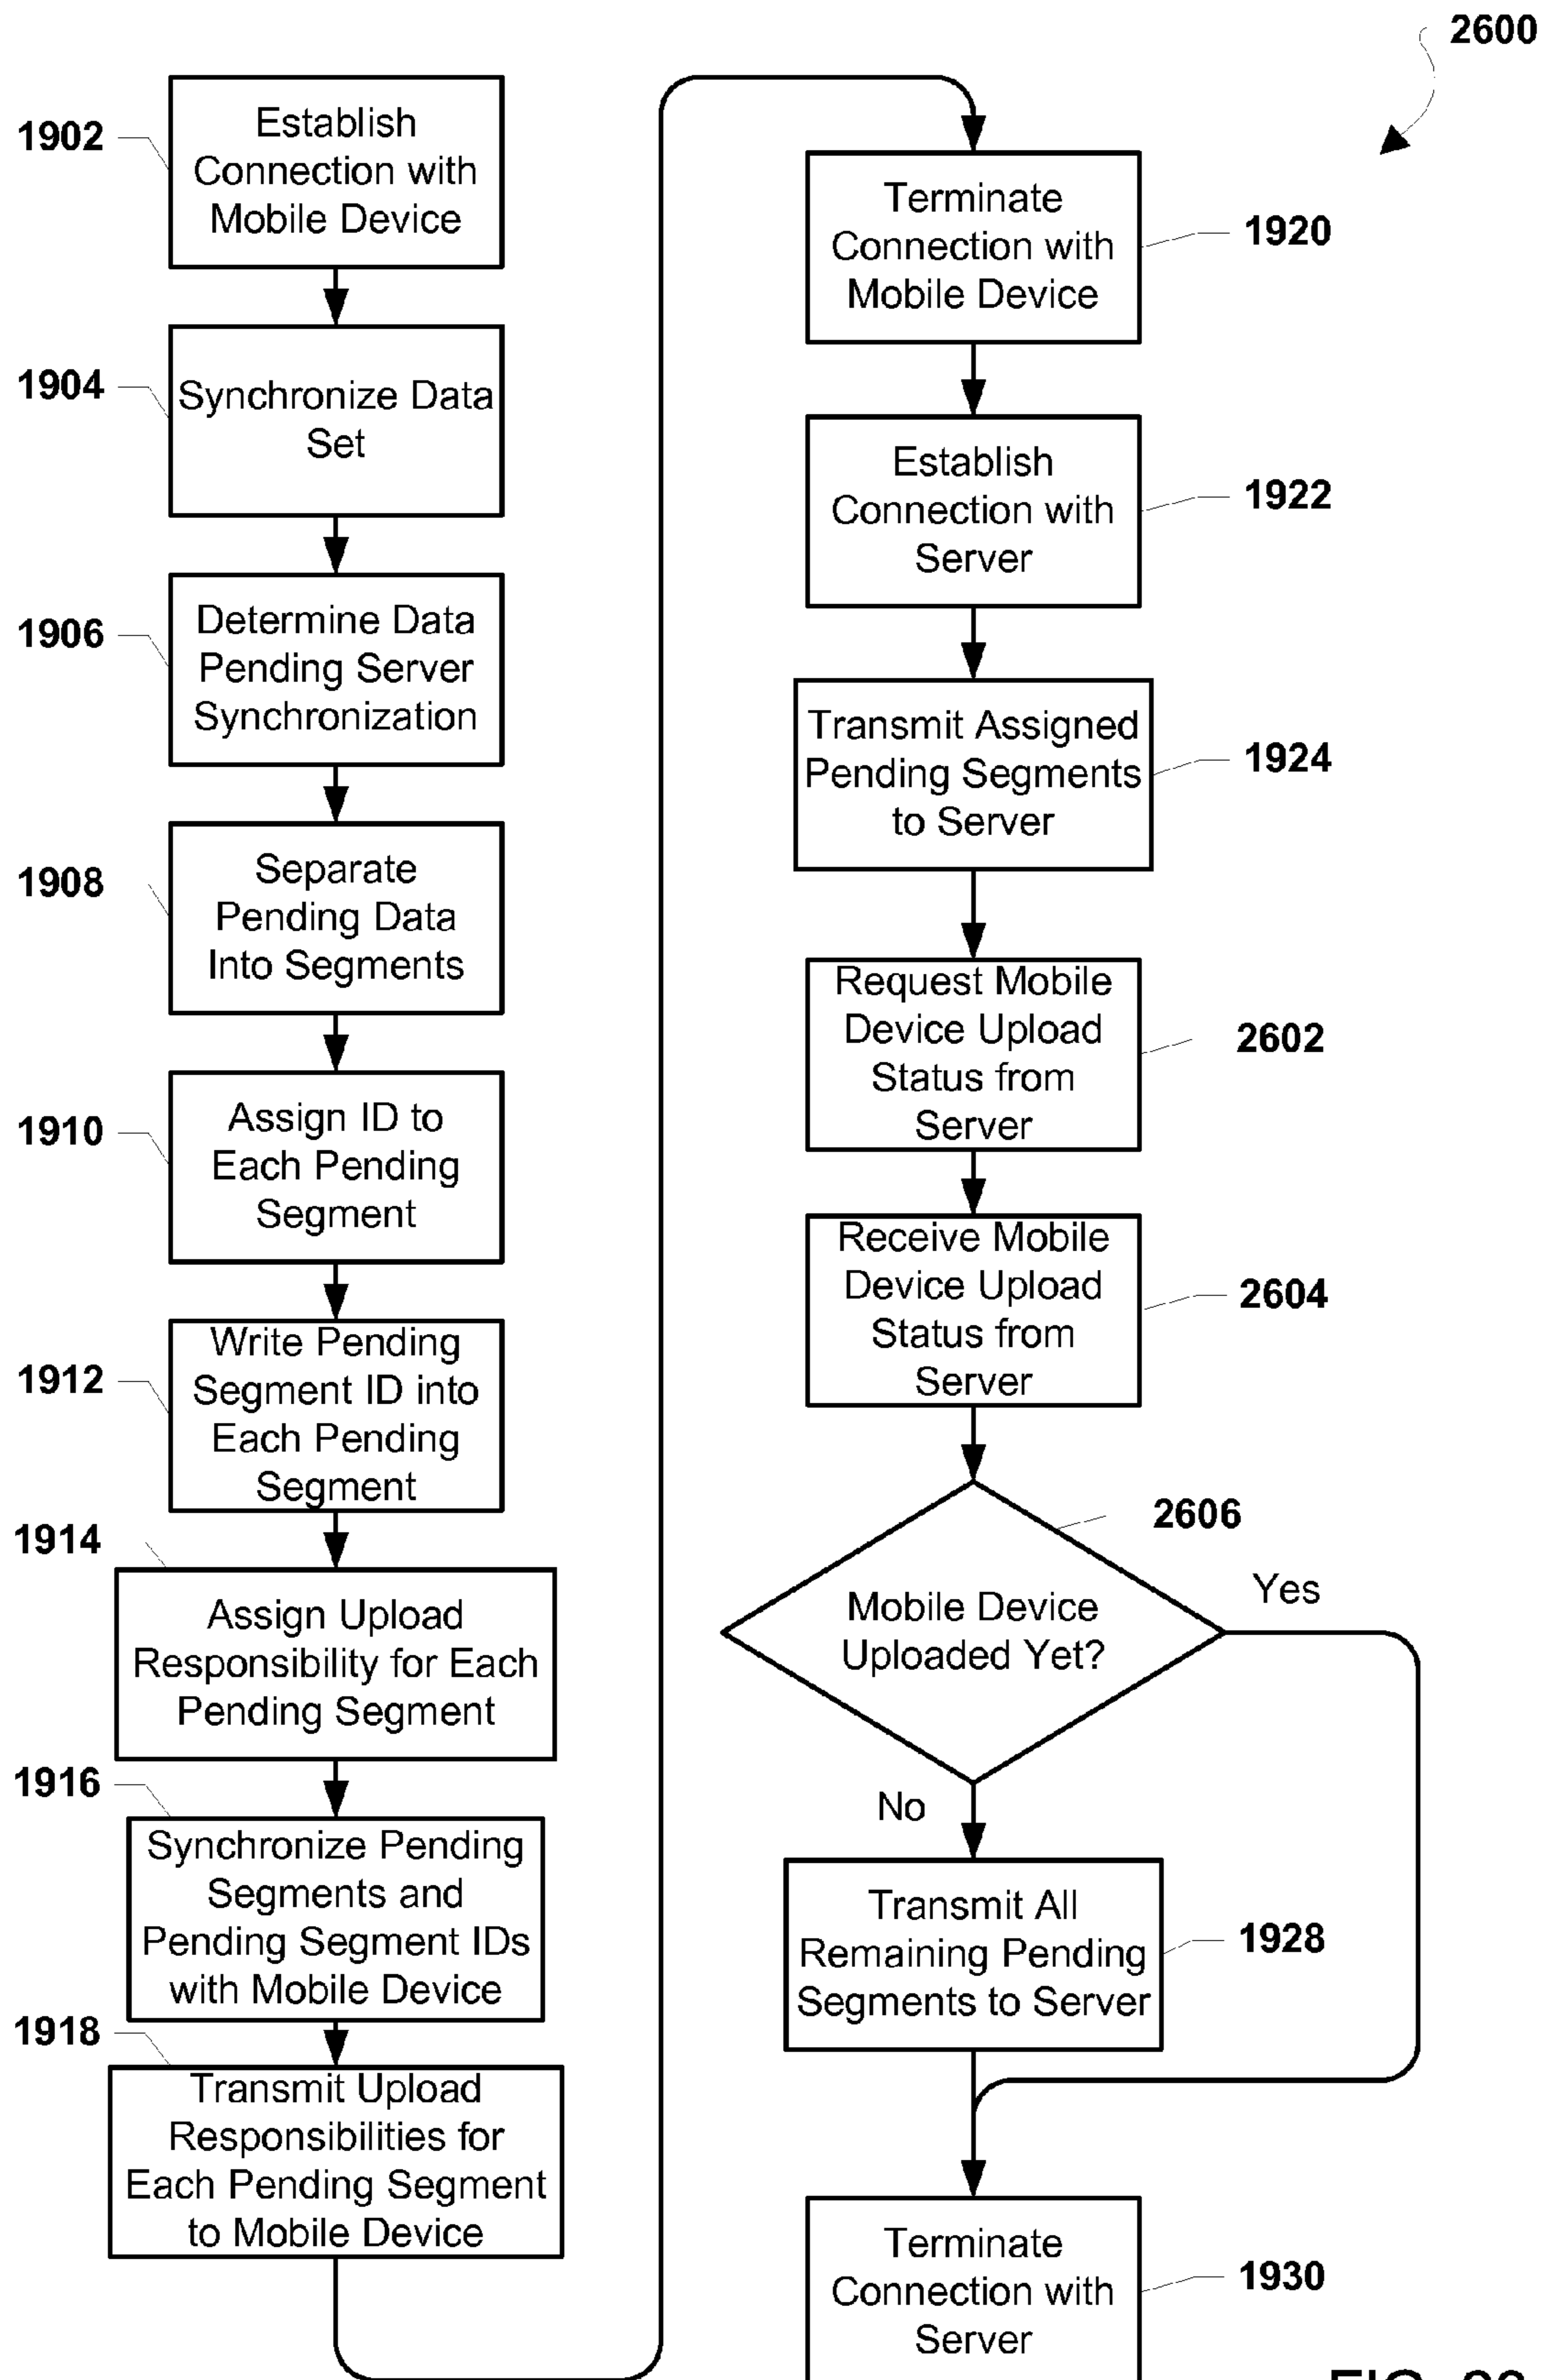 2600
1902
Establish
Connection with
Mobile Device
1904
Synchronize Data
Set
1906
Determine Data
Pending Server
Synchronization
1908
Separate
Pending Data
Into Segments
1910
Assign ID to
Each Pending
Segment
1912
Write Pending
Segment ID into
Each Pending
Segment
1914
Assign Upload
Responsibility for Each
Pending Segment
1916
Synchronize Pending
Segments and
Pending Segment IDs
with Mobile Device
1918
Transmit Upload
Responsibilities for
Each Pending Segment
to Mobile Device
Terminate
Connection with
Mobile Device
1920
Establish
Connection with
Server
1922
Transmit Assigned
Pending Segments
to Server
1924
Request Mobile
Device Upload
Status from
Server
2602
Receive Mobile
Device Upload
Status from
Server
2604
2606
Mobile Device
Uploaded Yet?
Yes
No
Transmit All
Remaining Pending
Segments to Server
1928
Terminate
Connection with
Server
1930
FIG.